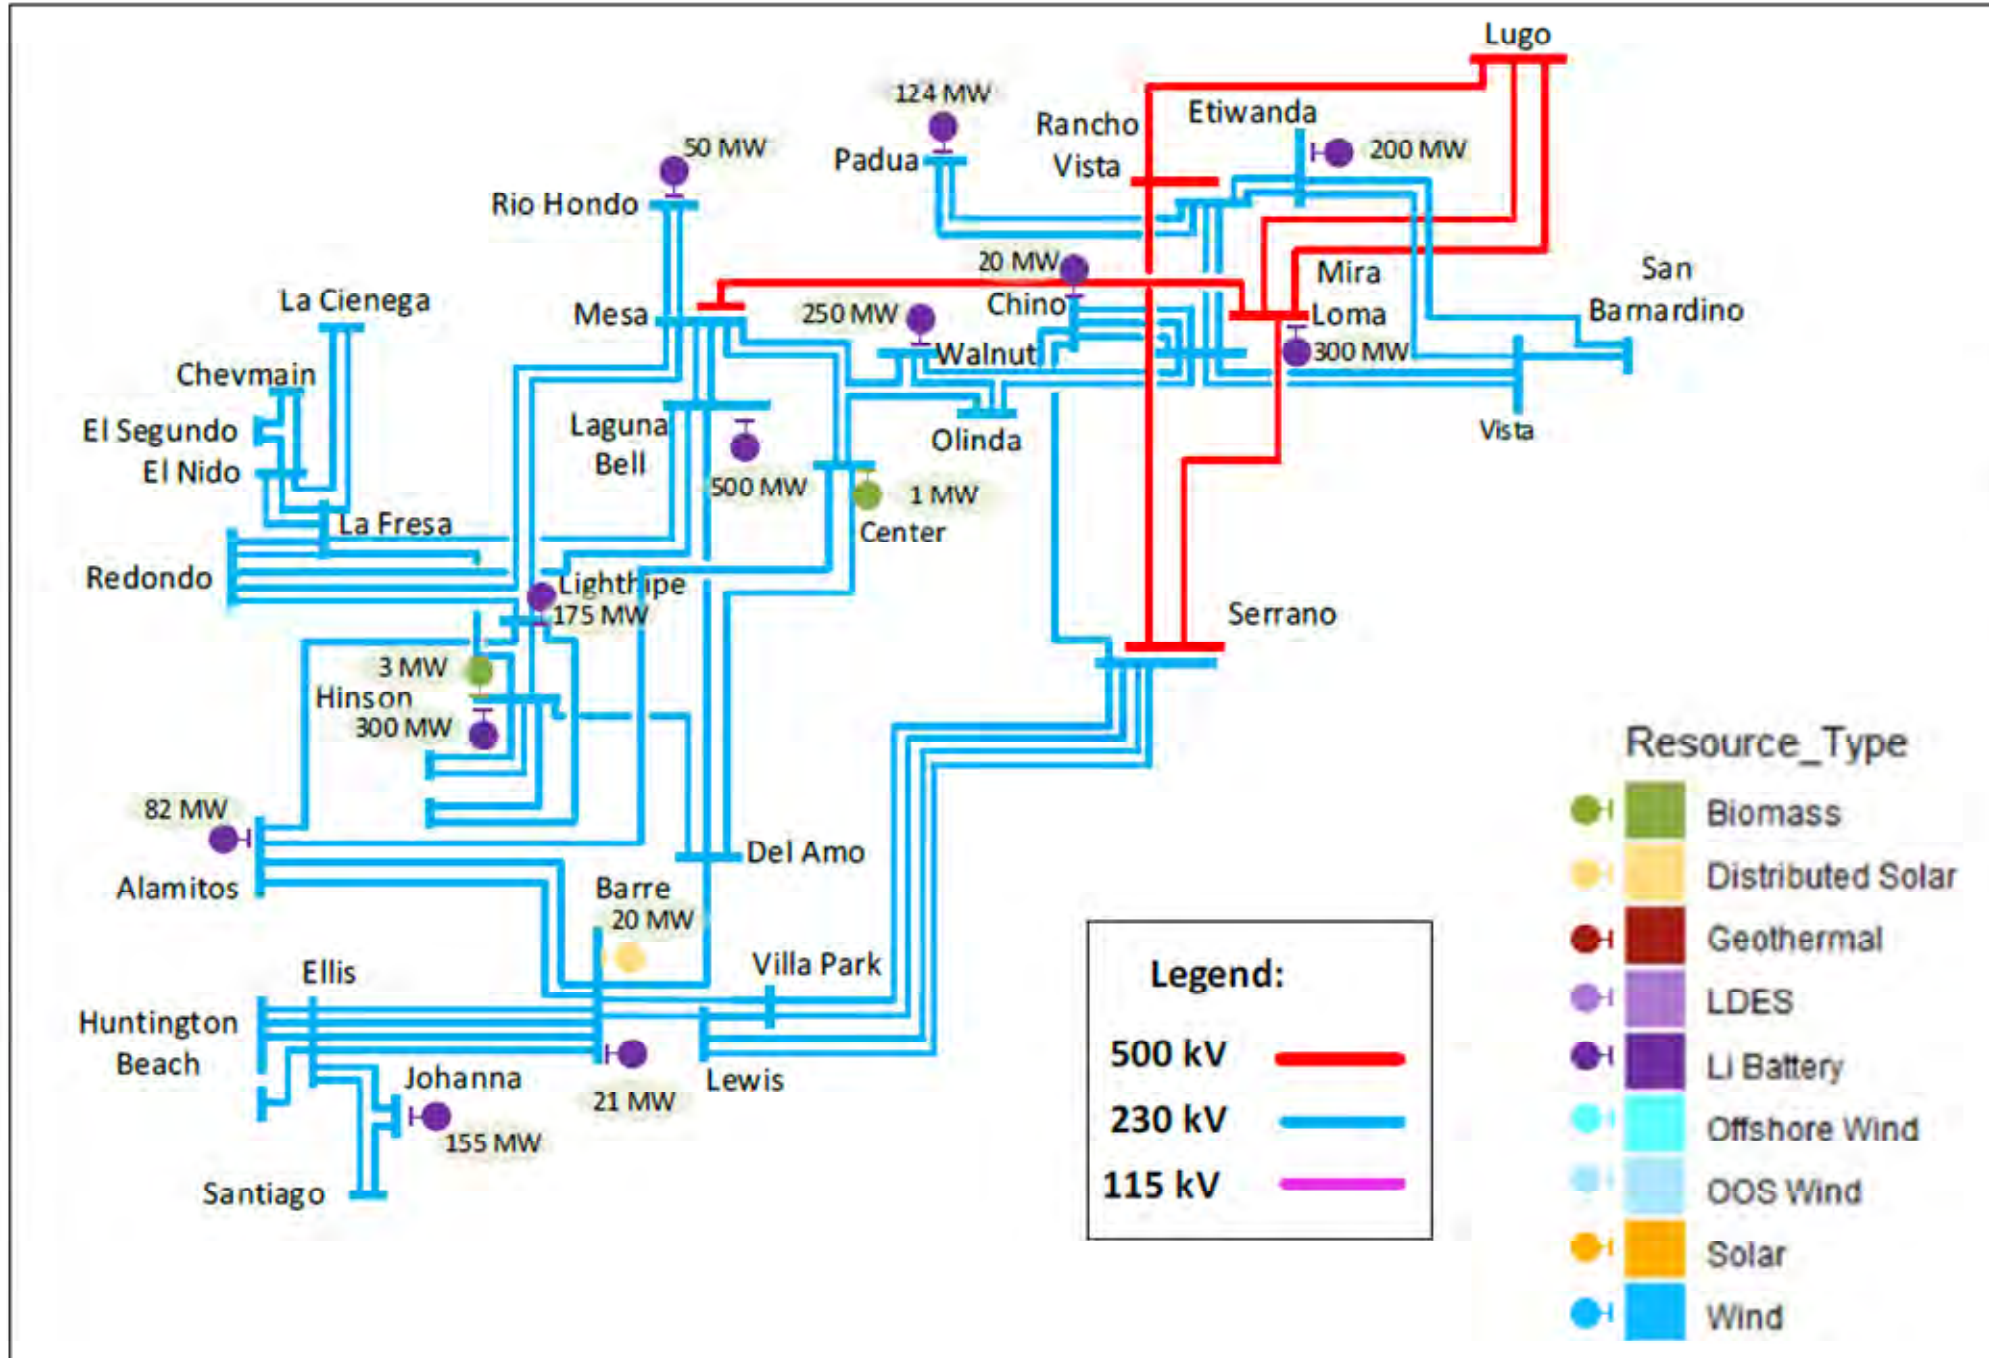 Lugo
124 MW
Etiwanda
Rancho
Vista
50 MW
Padua
200 MW
Rio Hondo
20 MW
Mira
Loma
San
Barnardino
La Cienega
Mesa
250 MW
Chino
Walnut
300 MW
Chevmain
El Segundo
El Nido
Laguna
Bell
Olinda
Vista
500 MW
1 MW
Center
La Fresa
Redondo
Lighthipe
175 MW
Serrano
3 MW
Hinson
300 MW
82 MW
Alamitos
Del Amo
Barre
20 MW
Villa Park
Ellis
Huntington
Beach
Johanna
155 MW
21 MW
Lewis
Santiago
Legend:
500 kV
230 kV
115 kV
Resource_Type
Biomass
Distributed Solar
Geothermal
LDES
LI Battery
Offshore Wind
OOS Wind
Solar
Wind